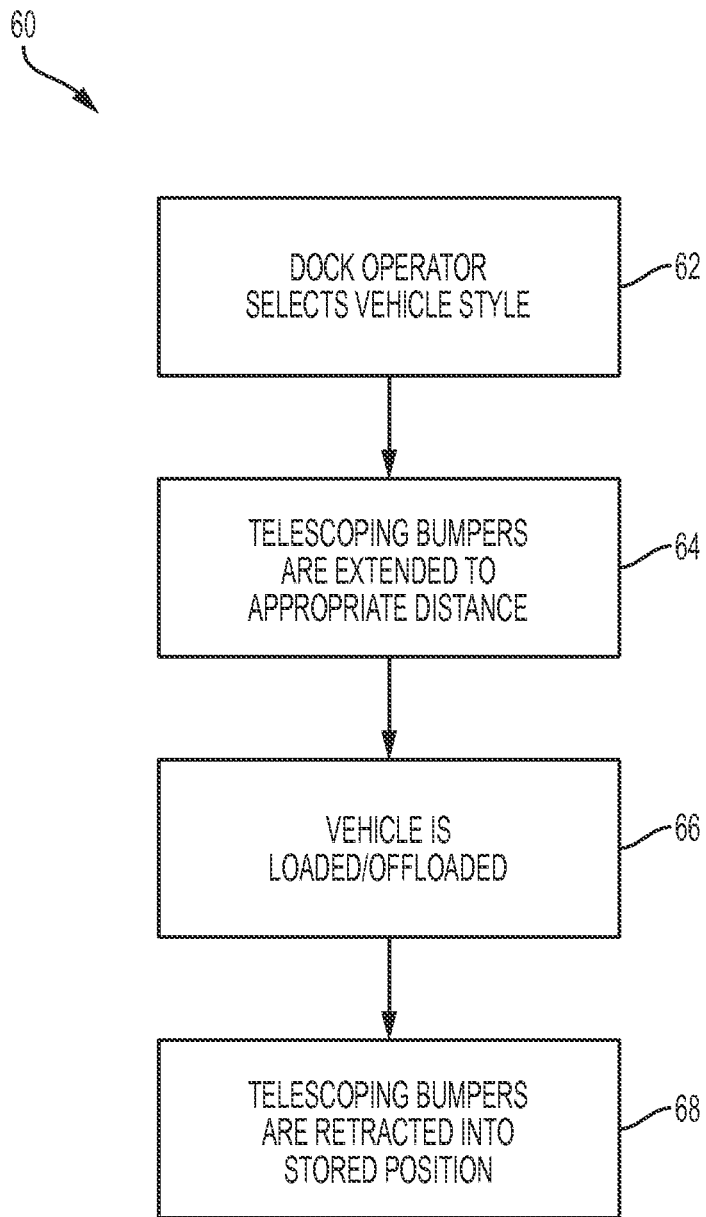 60
DOCK OPERATOR
SELECTS VEHICLE STYLE
62
TELESCOPING BUMPERS
ARE EXTENDED TO
APPROPRIATE DISTANCE
64
VEHICLE IS
LOADED/OFFLOADED
66
TELESCOPING BUMPERS
ARE RETRACTED INTO
STORED POSITION
68